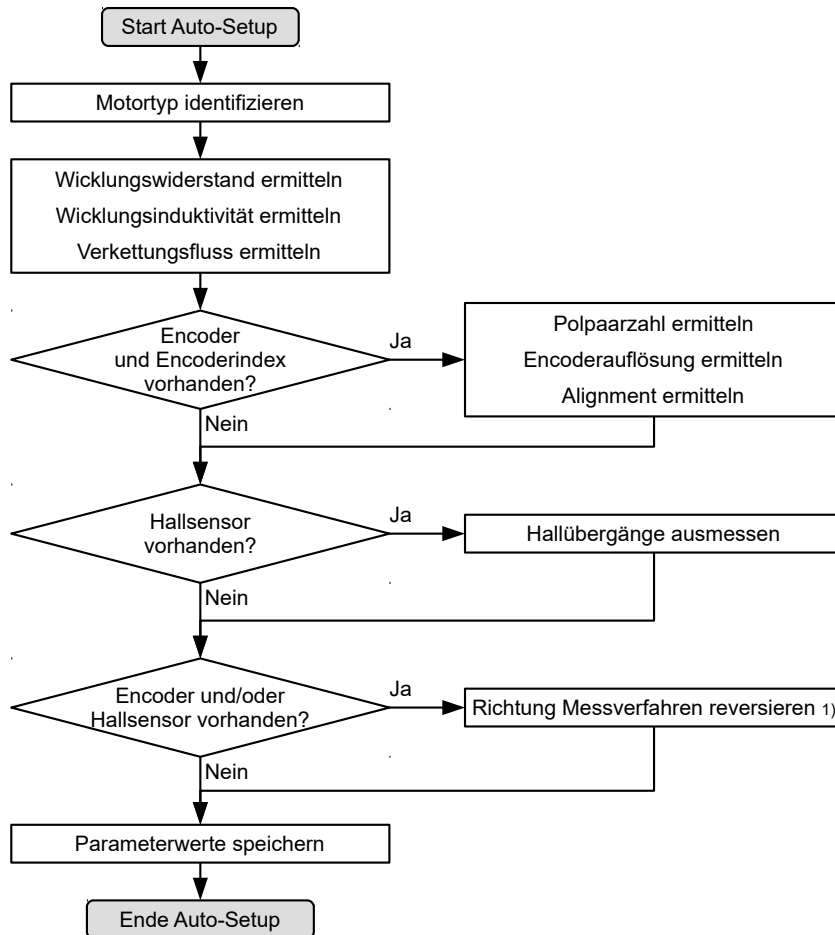 Start Auto-Setup
Motortyp identifizieren
Wicklungswiderstand ermitteln
Wicklungsinduktivität ermitteln
Verkettungsfluss ermitteln
Encoder
und Encoderindex
vorhanden?
Ja
Polpaarzahl ermitteln
Encoderauflösung ermitteln
Alignment ermitteln
Nein
Hallsensor
vorhanden?
Ja
Hallübergänge ausmessen
Nein
Encoder und/oder
Hallsensor vorhanden?
Ja
Richtung Messverfahren reversieren 1)
Nein
Parameterwerte speichern
Ende Auto-Setup